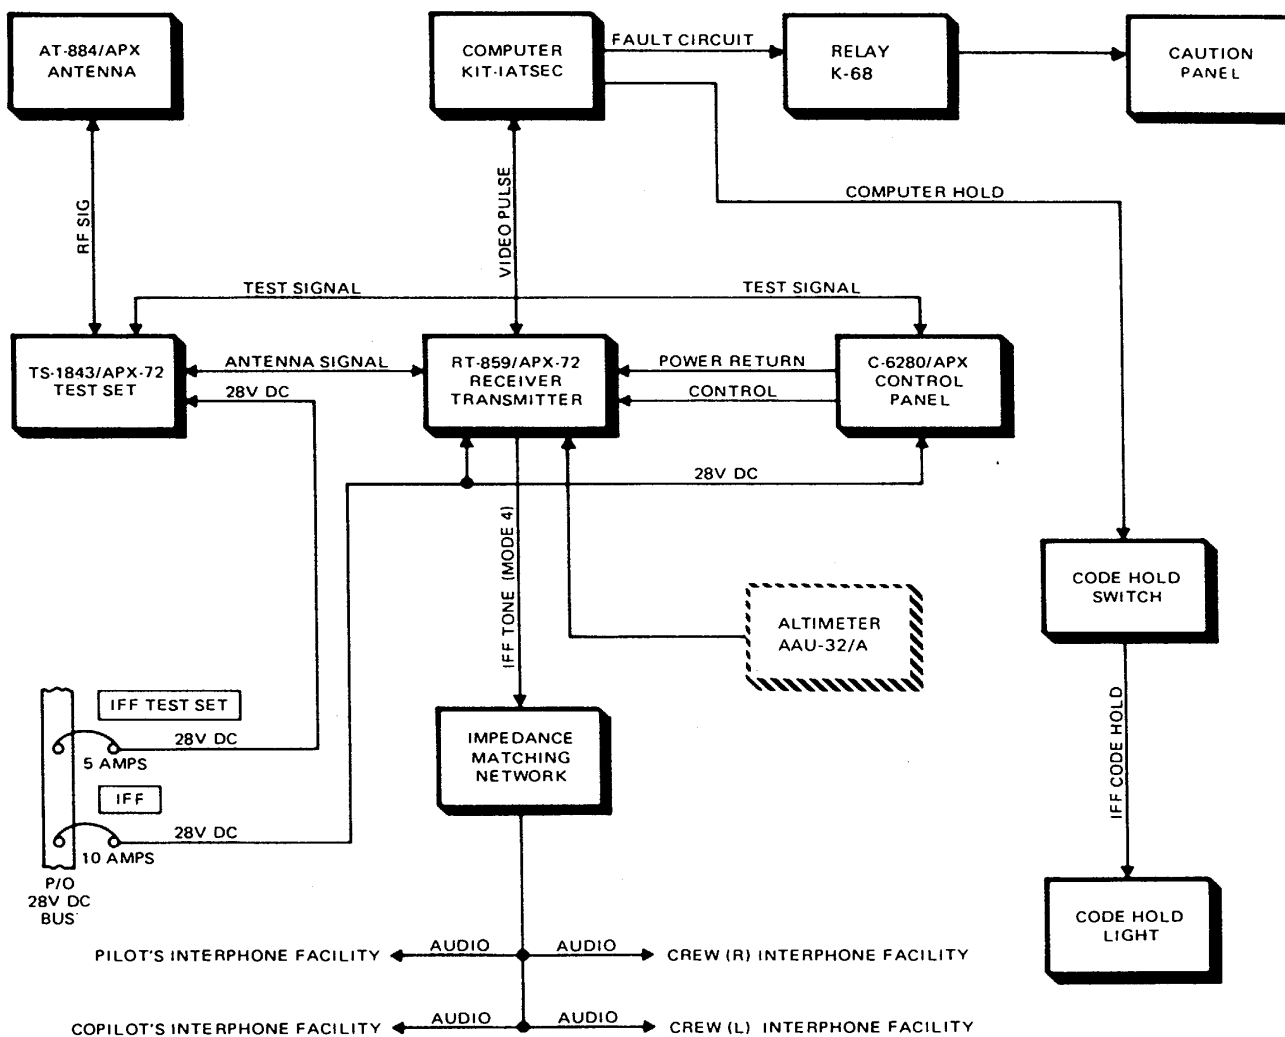 AT-884/APX
ANTENNA
COMPUTER
KIT-IATSEC
FAULT CIRCUIT
RELAY
K-68
CAUTION
PANEL
RF SIG
VIDEO PULSE
COMPUTER HOLD
TEST SIGNAL
TEST SIGNAL
TS-1843/APX-72
TEST SET
ANTENNA SIGNAL
28V DC
RT-859/APX-72
RECEIVER
TRANSMITTER
POWER RETURN
CONTROL
C-6280/APX
CONTROL
PANEL
28V DC
IFF TONE (MODE 4)
CODE HOLD
SWITCH
ALTIMETER
AAU-32/A
IFF TEST SET
28V DC
5 AMPS
IFF
28V DC
10 AMPS
P/O
28V DC
BUS
IMPEDANCE
MATCHING
NETWORK
IFF CODE HOLD
CODE HOLD
LIGHT
PILOT'S INTERPHONE FACILITY
AUDIO
AUDIO
CREW (R) INTERPHONE FACILITY
COPILOT'S INTERPHONE FACILITY
AUDIO
AUDIO
CREW (L) INTERPHONE FACILITY